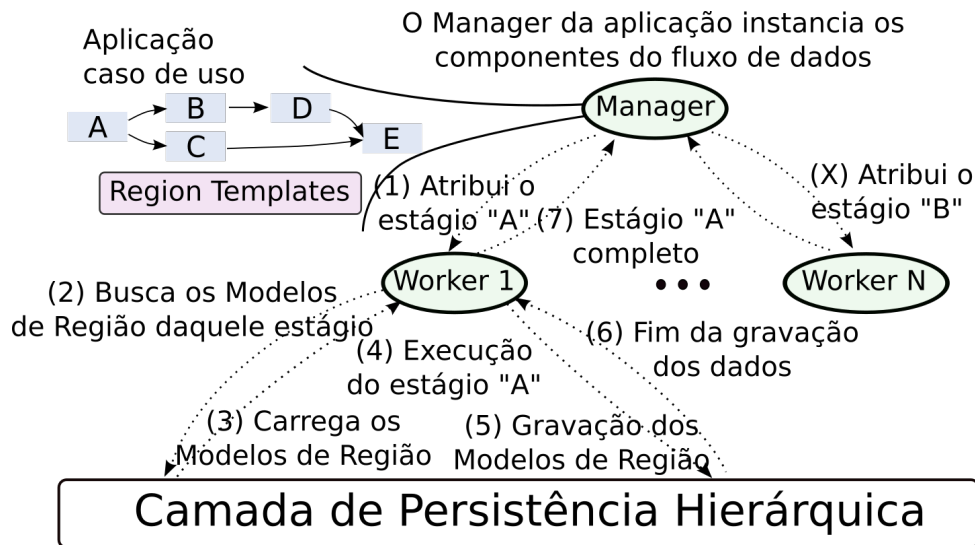 O Manager da aplicação instancia os
componentes do fluxo de dados
Aplicação
caso de uso
A
B
C
D
E
Manager
Region Templates
(1) Atribui o
estágio "A"
(7) Estágio "A"
completo
(X) Atribui o
estágio "B"
Worker 1
•••
Worker N
(2) Busca os Modelos
de Região daquele estágio
(4) Execução
do estágio "A"
(6) Fim da gravação
dos dados
(3) Carrega os
Modelos de Região
(5) Gravação dos
Modelos de Região
Camada de Persistência Hierárquica